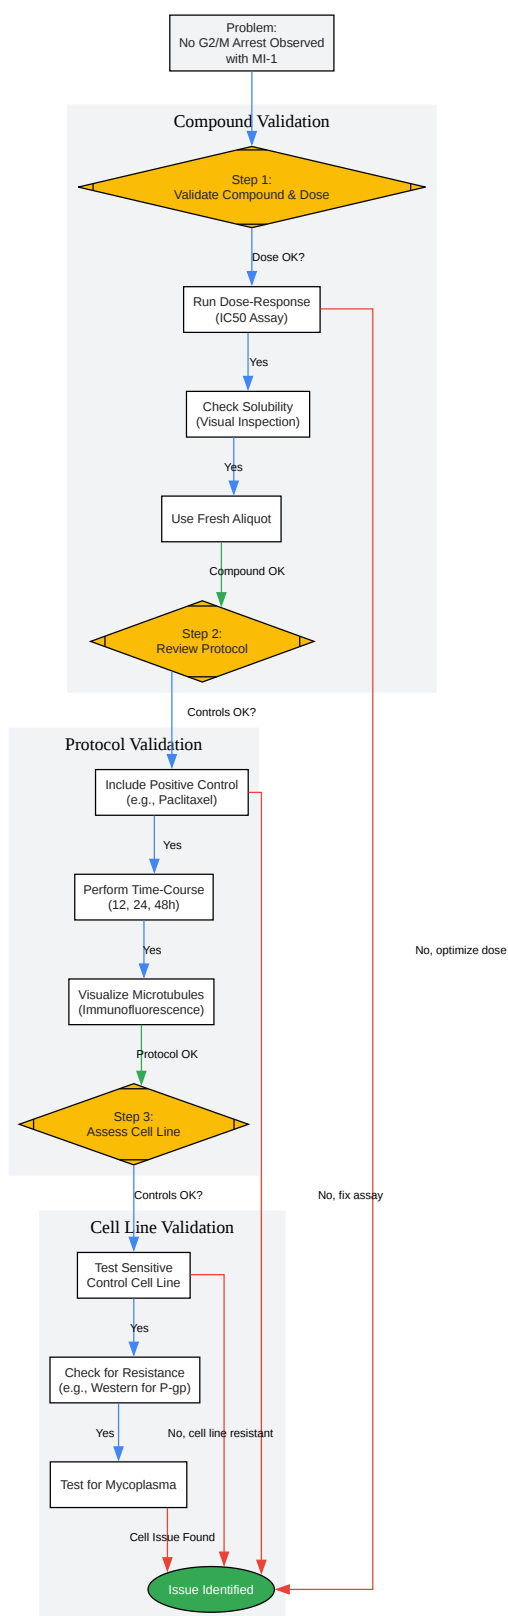 Problem:
No G2/M Arrest Observed
with MI-1
Compound Validation
Step 1:
Validate Compound & Dose
Dose OK?
Run Dose-Response
(IC50 Assay)
Yes
Check Solubility
(Visual Inspection)
Yes
Use Fresh Aliquot
Compound OK
Step 2:
Review Protocol
Controls OK?
Protocol Validation
Include Positive Control
(e.g., Paclitaxel)
Yes
Perform Time-Course
(12, 24, 48h)
Yes
No, optimize dose
Visualize Microtubules
(Immunofluorescence)
Protocol OK
Step 3:
Assess Cell Line
Controls OK?
No, fix assay
Cell Line Validation
Test Sensitive
Control Cell Line
Yes
Check for Resistance
(e.g., Western for P-gp)
Yes
No, cell line resistant
Test for Mycoplasma
Cell Issue Found
Issue Identified